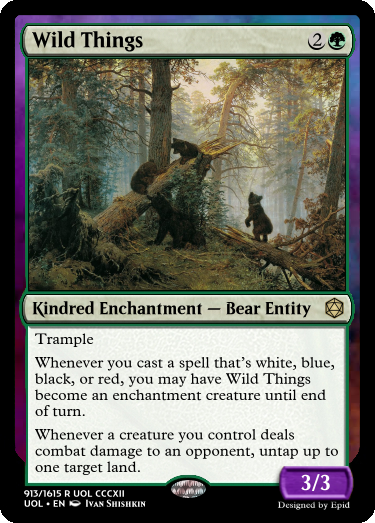 Wild Things 2
Kindred Enchantment — Bear Entity
Trample
Whenever you cast a spell that's white, blue,
black, or red, you may have Wild Things
become an enchantment creature until end
of turn.
Whenever a creature you control deals
combat damage to an opponent, untap up to
one target land.
3/3
913/1615 R UOL CCCXII
UOL • EN Ivan Shishkin
Designed by Epid